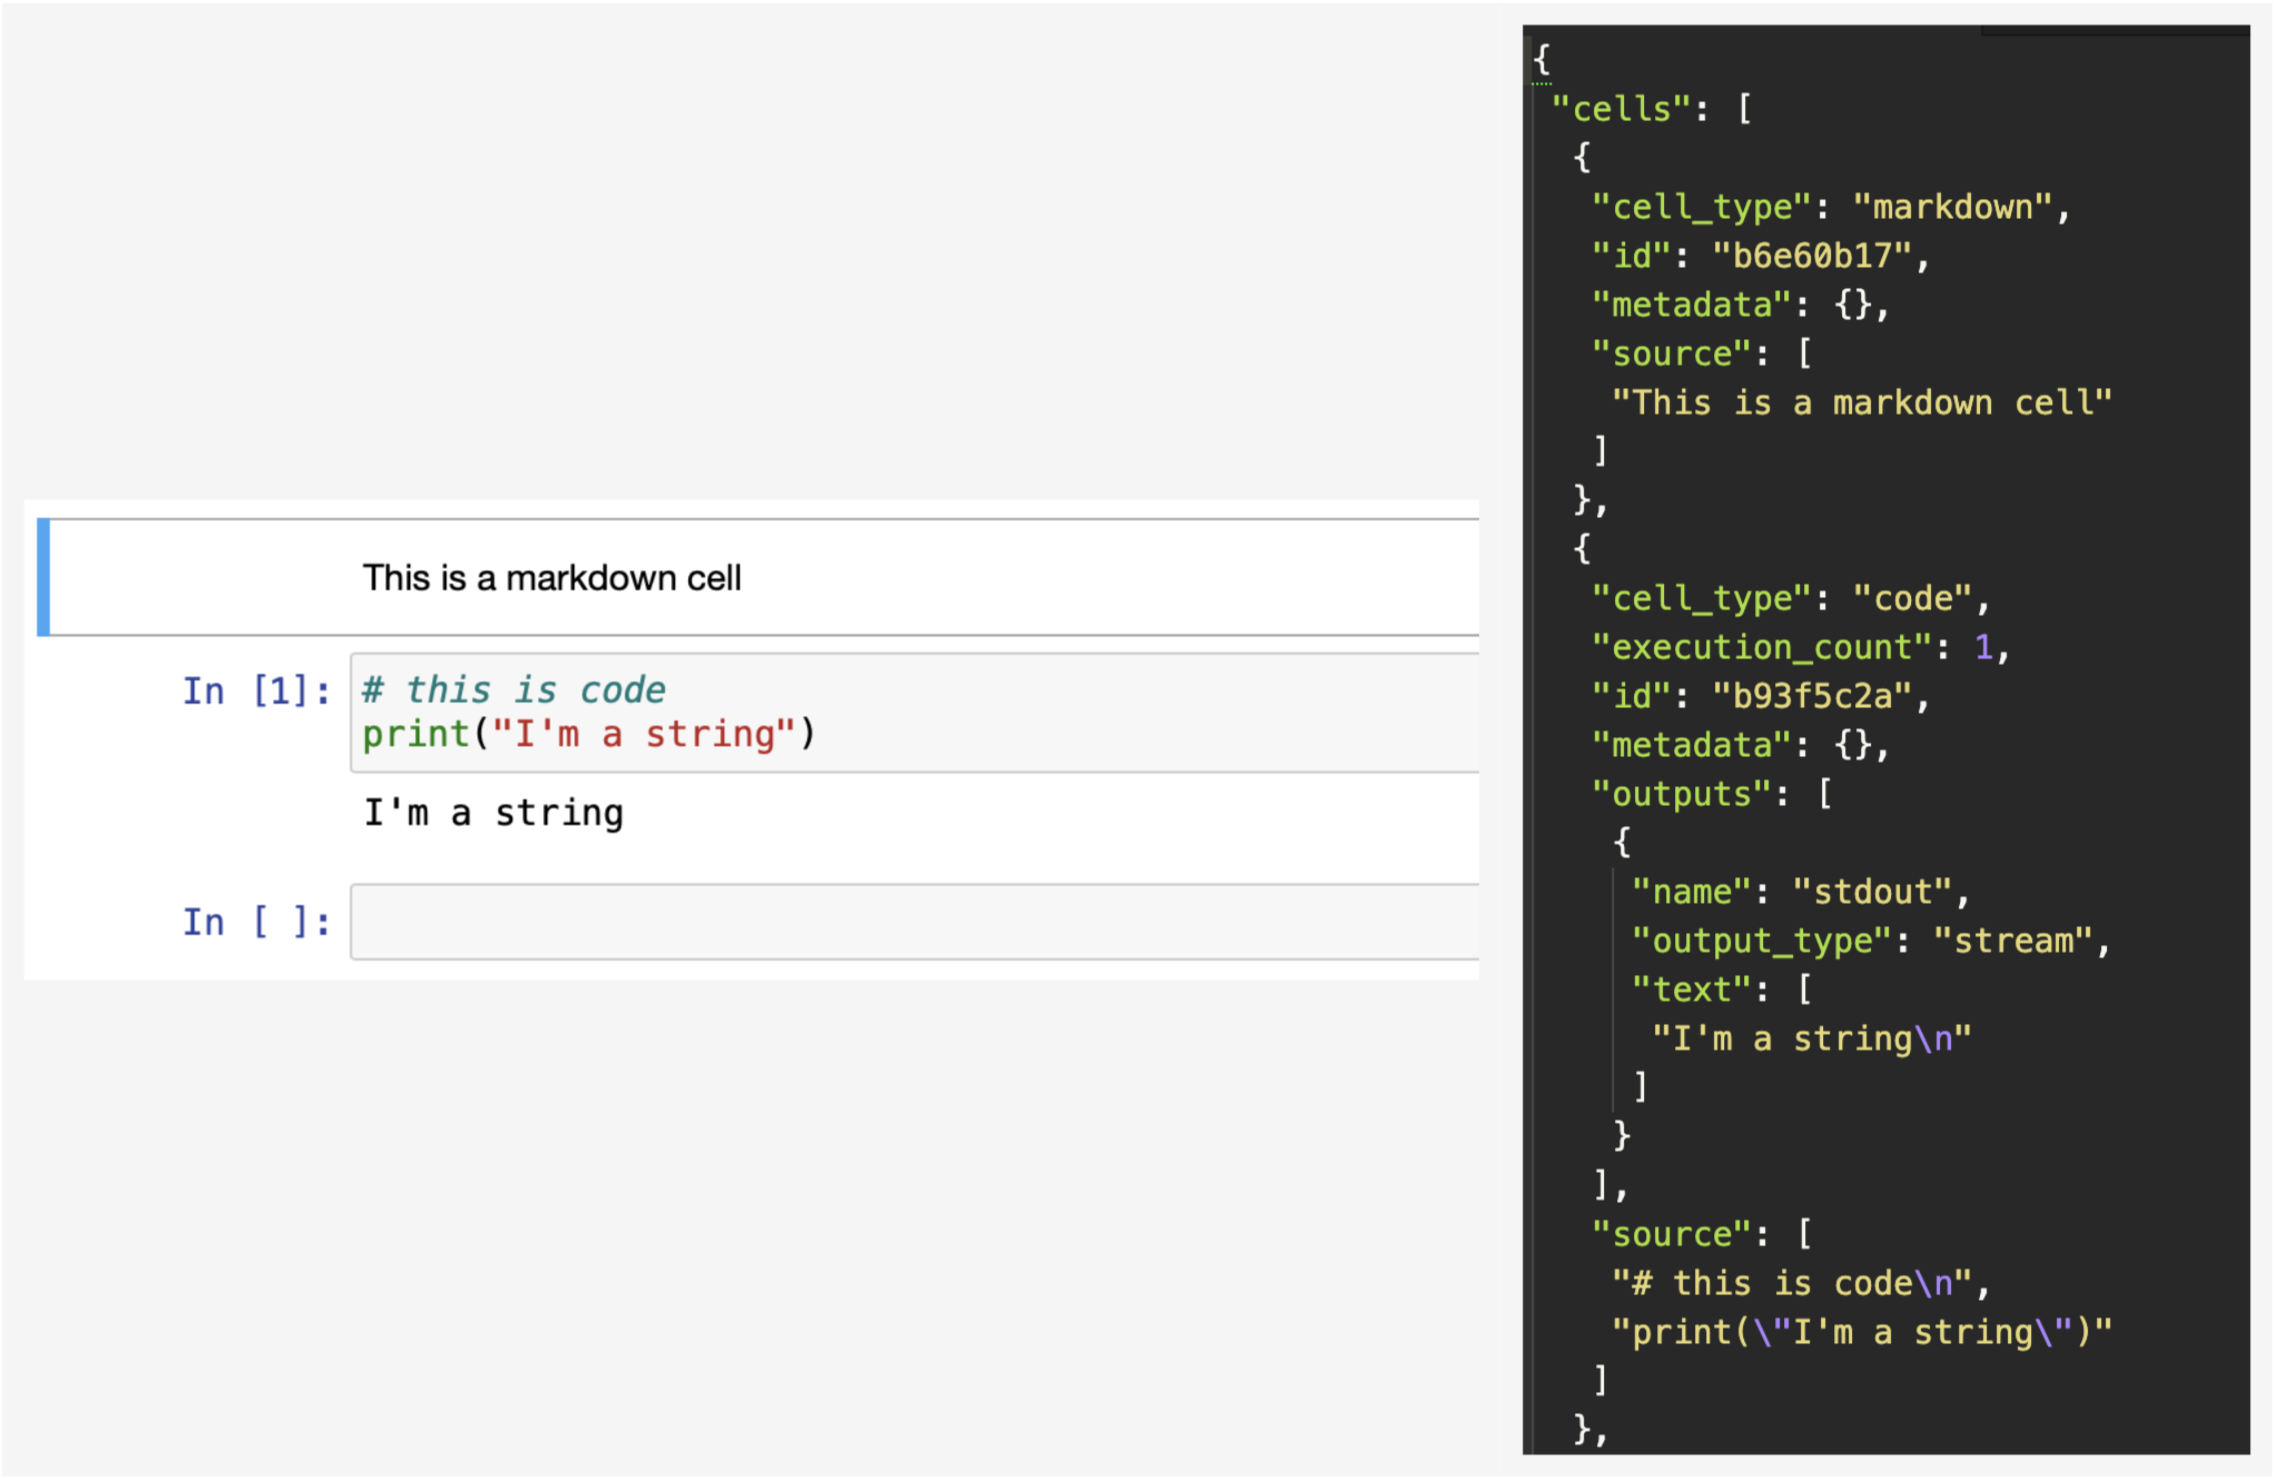 This is a markdown cell
In [1]: # this is code
print("I'm a string")
I'm a string
In [ ]:
{
"cells": [
{
"cell_type": "markdown",
"id": "b6e60b17",
"metadata": {},
"source": [
"This is a markdown cell"
]
},
{
"cell_type": "code",
"execution_count": 1,
"id": "b93f5c2a",
"metadata": {},
"outputs": [
{
"name": "stdout",
"output_type": "stream",
"text": [
"I'm a string\n"
]
}
],
"source": [
"# this is code\n",
"print(\"I'm a string\")"
]
},